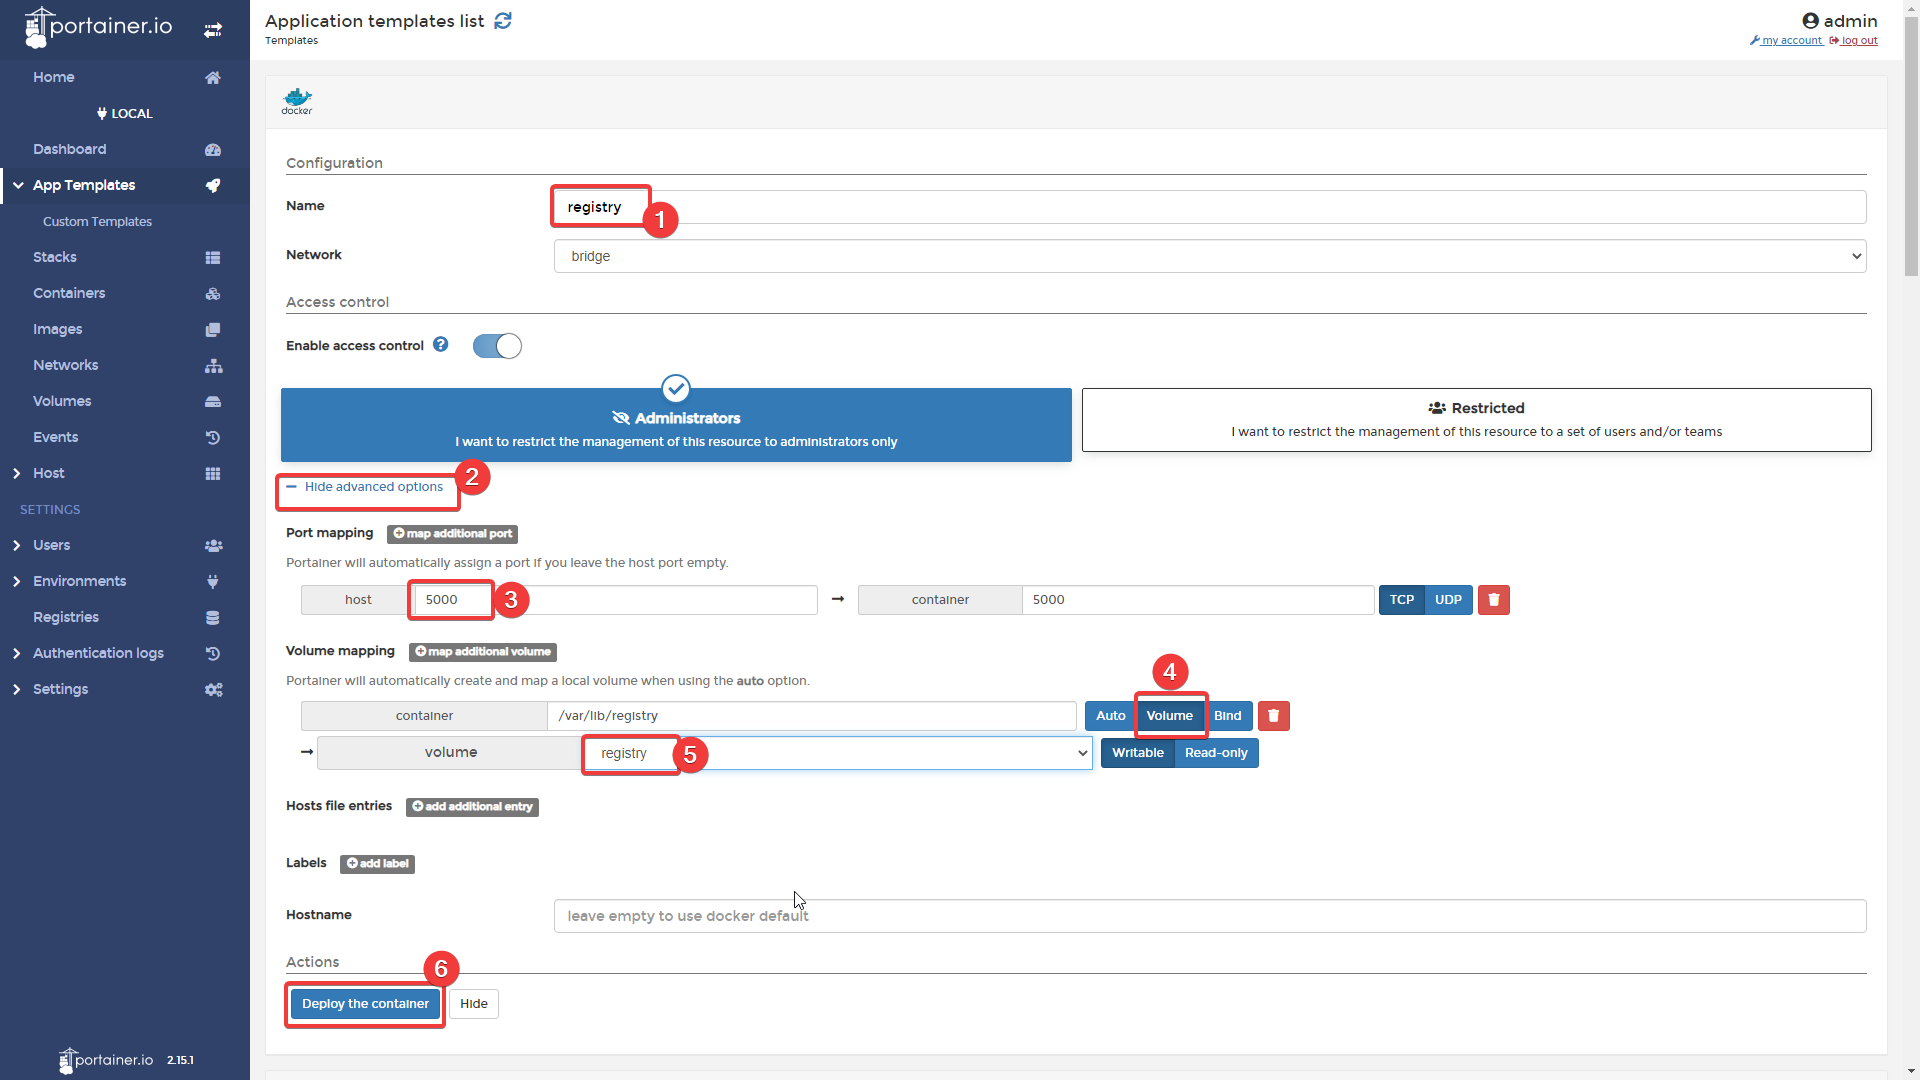 portainer.io
Home
LOCAL
Dashboard
App Templates
Custom Templates
Stacks
Containers
Images
Networks
Volumes
Events
Host
SETTINGS
Users
Environments
Registries
Authentication logs
Settings
portainer.io 2.15.1
Application templates list
Templates
admin
my account log out
docker
Configuration
Name registry 1
Network bridge
Access control
Enable access control ?
Administrators
I want to restrict the management of this resource to administrators only
Restricted
I want to restrict the management of this resource to a set of users and/or teams
Hide advanced options 2
Port mapping map additional port
Portainer will automatically assign a port if you leave the host port empty.
host 5000 3 container 5000 TCP UDP
Volume mapping map additional volume
4
Portainer will automatically create and map a local volume when using the auto option.
container /var/lib/registry Auto Volume Bind
volume registry 5 Writable Read-only
Hosts file entries add additional entry
Labels add label
Hostname leave empty to use docker default
Actions
6
Deploy the container Hide